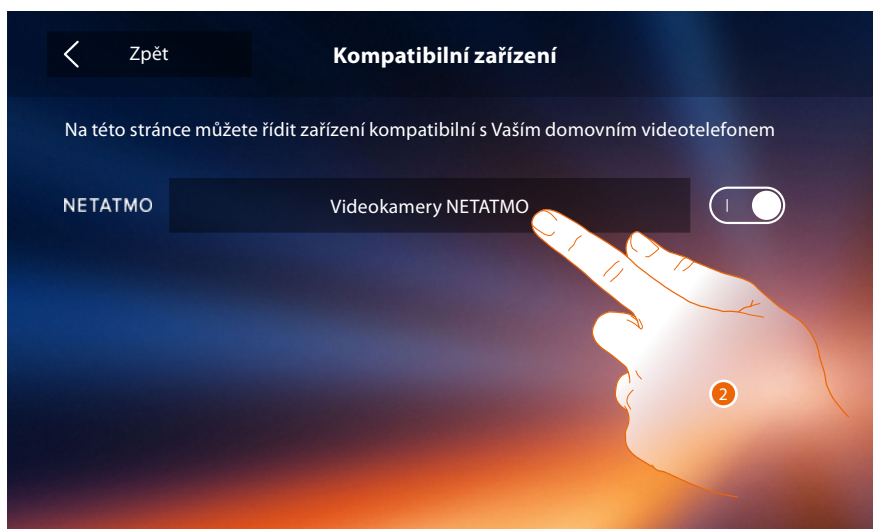 Zpět
Kompatibilní zařízení
Na této stránce můžete řídit zařízení kompatibilní s Vaším domovním videotelefonem
NETATMO
Videokamery NETATMO
2